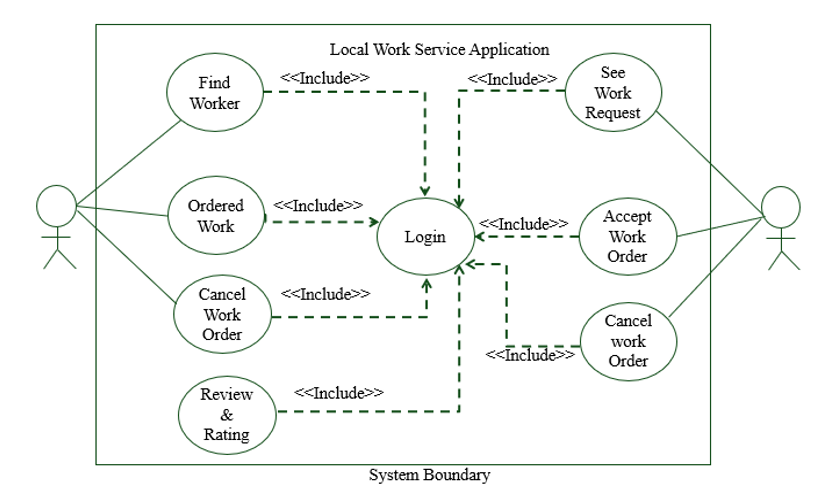 Local Work Service Application
Find
Worker
<<Include>>
<<Include>>
See
Work
Request
Ordered
Work
<<Include>>
Login
<<Include>>
Accept
Work
Order
Cancel
Work
Order
<<Include>>
<<Include>>
Cancel
work
Order
Review
&
Rating
<<Include>>
System Boundary